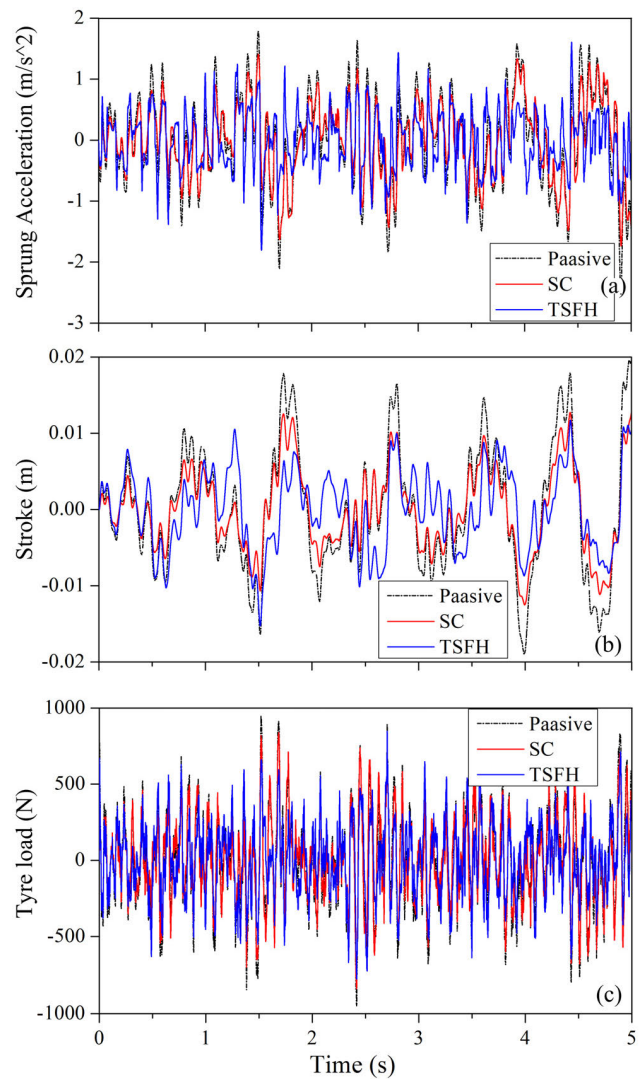 2
1
0
-1
-2
-3
Sprung Acceleration (m/s^2)
Paasive
SC
TSFH
(a)
0.02
0.01
0.00
-0.01
-0.02
Stroke (m)
Paasive
SC
TSFH
(b)
1000
500
0
-500
-1000
Tyre load (N)
Paasive
SC
TSFH
(c)
0 1 2 3 4 5
Time (s)